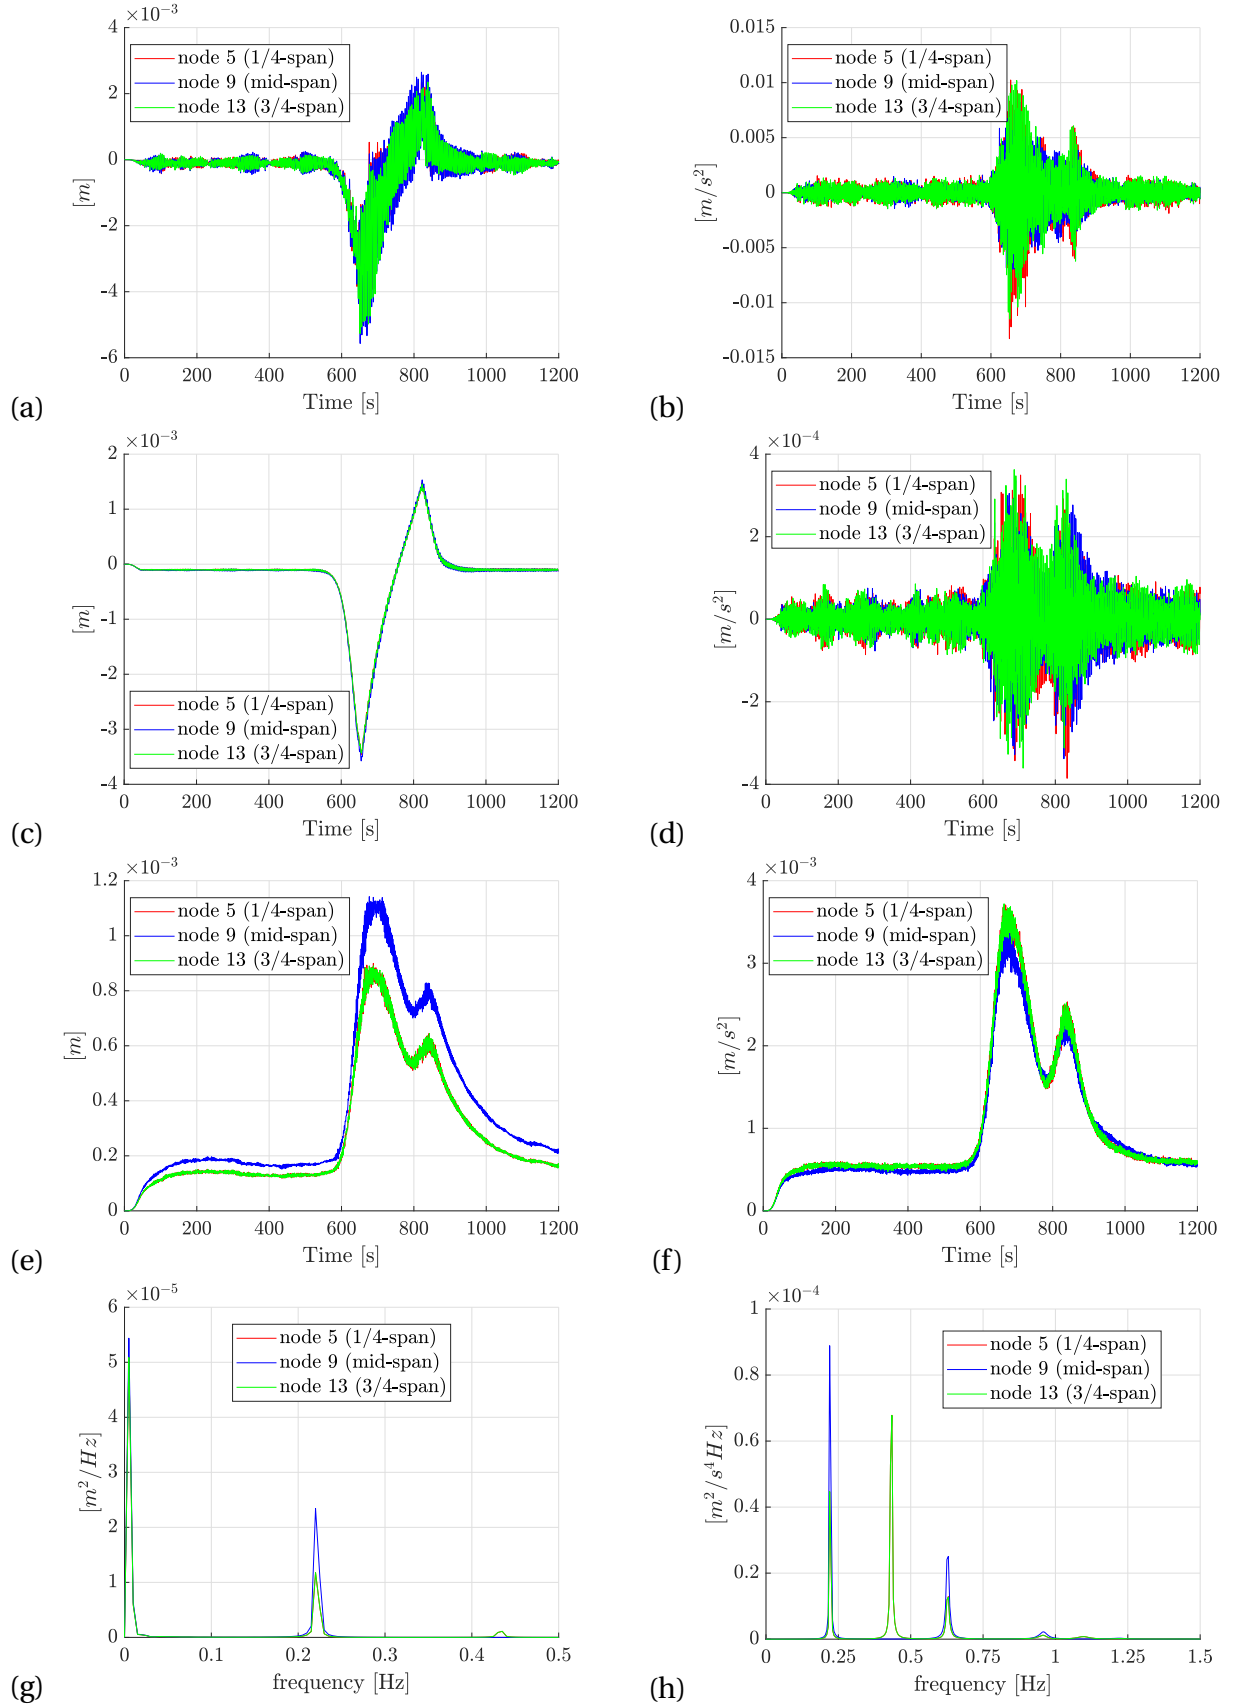 ×10⁻³
4
2
0
-2
-4
-6
[m]
node 5 (1/4-span)
node 9 (mid-span)
node 13 (3/4-span)
0 200 400 600 800 1000 1200
Time [s]
(a)
0.015
0.01
0.005
0
-0.005
-0.01
-0.015
[m/s²]
node 5 (1/4-span)
node 9 (mid-span)
node 13 (3/4-span)
0 200 400 600 800 1000 1200
Time [s]
(b)
×10⁻³
2
1
0
-1
-2
-3
-4
[m]
node 5 (1/4-span)
node 9 (mid-span)
node 13 (3/4-span)
0 200 400 600 800 1000 1200
Time [s]
(c)
×10⁻⁴
4
2
0
-2
-4
[m/s²]
node 5 (1/4-span)
node 9 (mid-span)
node 13 (3/4-span)
0 200 400 600 800 1000 1200
Time [s]
(d)
×10⁻³
1.2
1
0.8
0.6
0.4
0.2
0
[m]
node 5 (1/4-span)
node 9 (mid-span)
node 13 (3/4-span)
0 200 400 600 800 1000 1200
Time [s]
(e)
×10⁻³
4
3
2
1
0
[m/s²]
node 5 (1/4-span)
node 9 (mid-span)
node 13 (3/4-span)
0 200 400 600 800 1000 1200
Time [s]
(f)
×10⁻⁵
6
5
4
3
2
1
0
[m²/Hz]
node 5 (1/4-span)
node 9 (mid-span)
node 13 (3/4-span)
0 0.1 0.2 0.3 0.4 0.5
frequency [Hz]
(g)
×10⁻⁴
1
0.8
0.6
0.4
0.2
0
[m²/s⁴Hz]
node 5 (1/4-span)
node 9 (mid-span)
node 13 (3/4-span)
0 0.25 0.5 0.75 1 1.25 1.5
frequency [Hz]
(h)